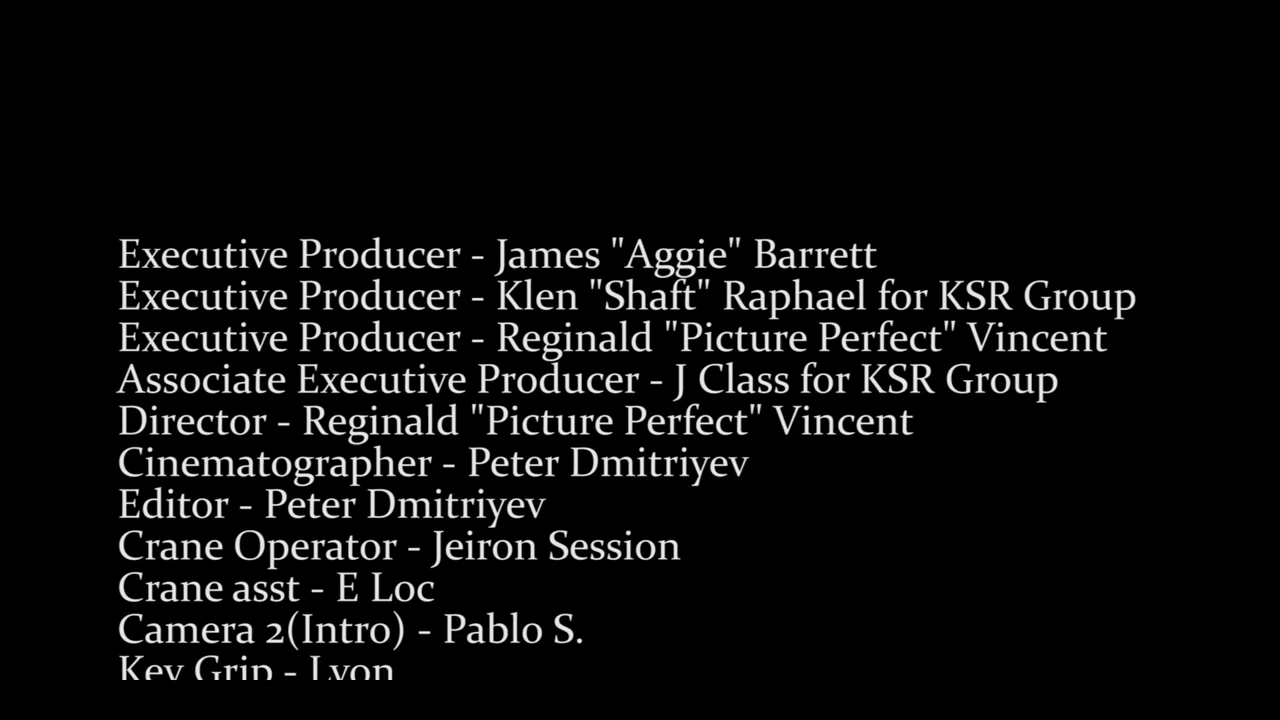 Executive Producer - James "Aggie" Barrett
Executive Producer - Klen "Shaft" Raphael for KSR Group
Executive Producer - Reginald "Picture Perfect" Vincent
Associate Executive Producer - J Class for KSR Group
Director - Reginald "Picture Perfect" Vincent
Cinematographer - Peter Dmitriyev
Editor - Peter Dmitriyev
Crane Operator - Jeiron Session
Crane asst - E Loc
Camera 2(Intro) - Pablo S.
Key Grip - Lyon